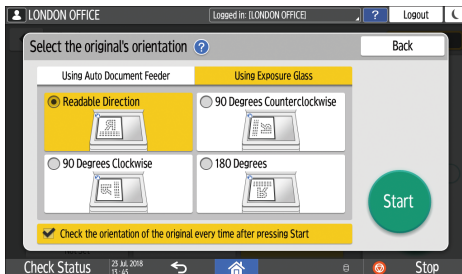 LONDON OFFICE
Logged in: [LONDON OFFICE]
?
Logout
Select the original's orientation ?
Back
Using Auto Document Feeder
Using Exposure Glass
Readable Direction
90 Degrees Counterclockwise
R
R
90 Degrees Clockwise
180 Degrees
R
R
Start
Check the orientation of the original every time after pressing Start
Check Status
23 Jul. 2018
13:45
Stop